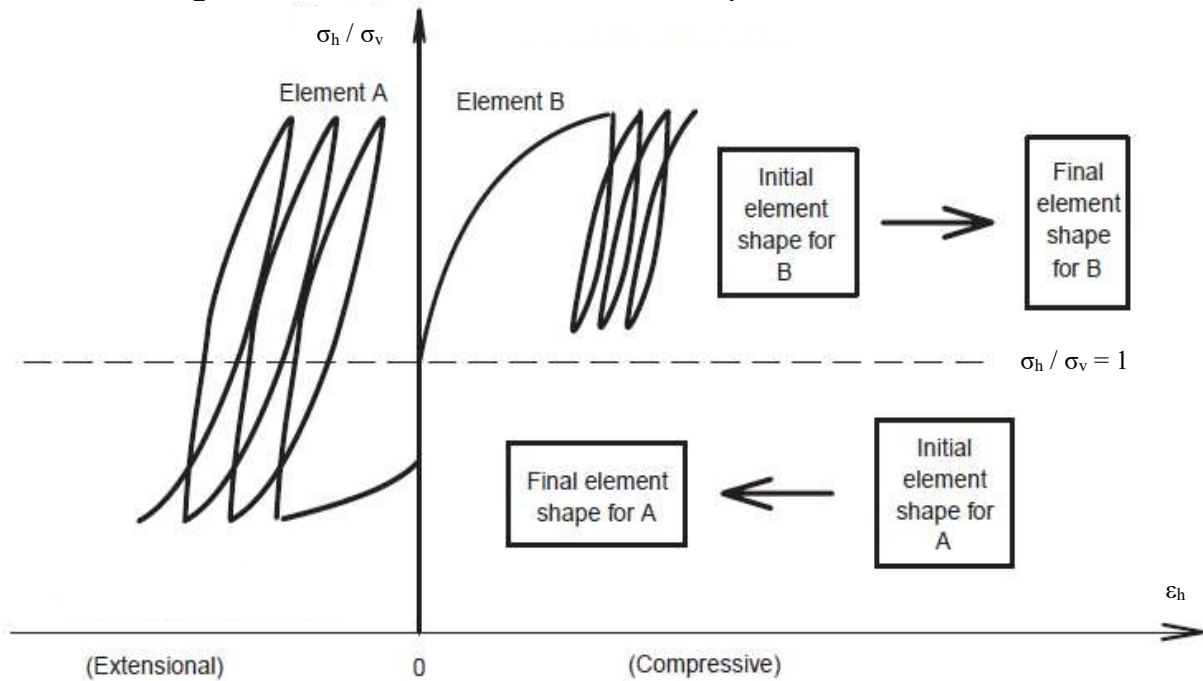 σh / σv
Element A
Element B
Initial
element
shape for
B
Final
element
shape
for B
σh / σv = 1
Final element
shape for A
Initial
element
shape for
A
εh
(Extensional)
0
(Compressive)